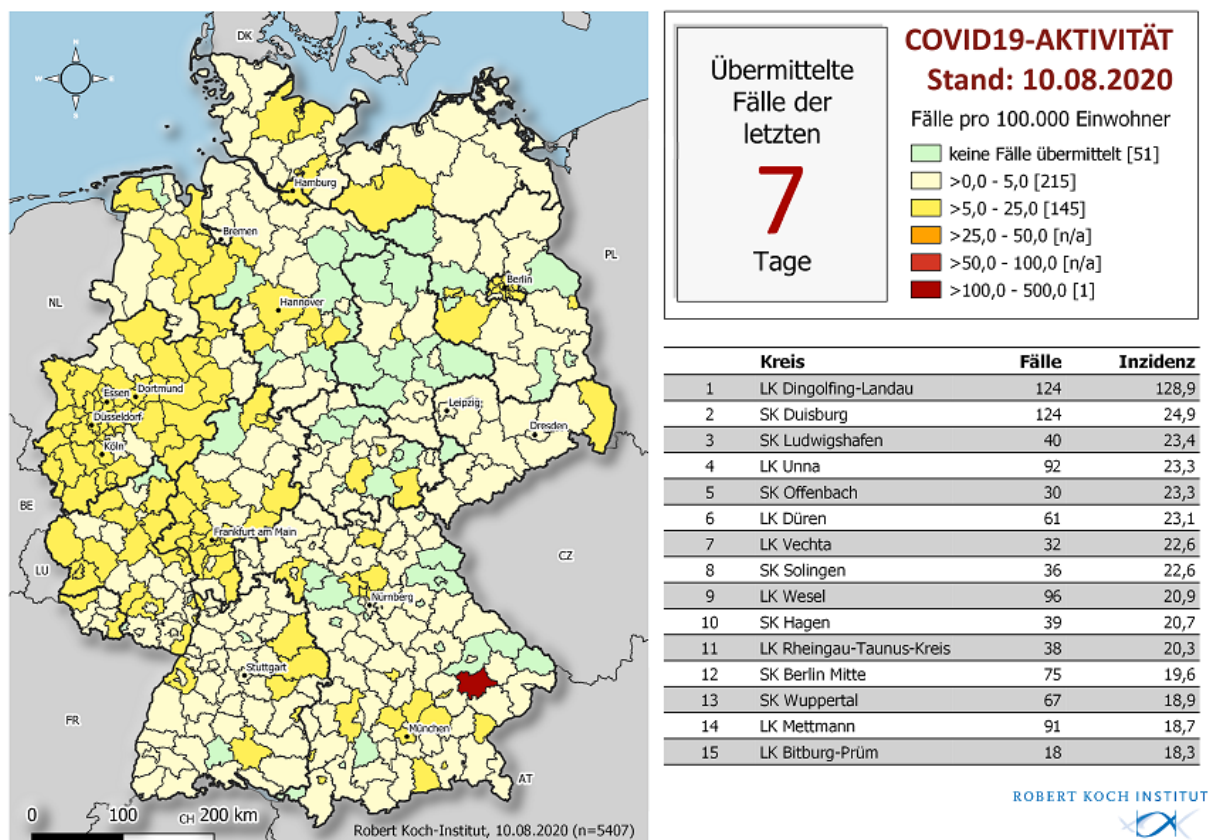 DK
N
W
E
S
Hamburg
Bremen
PL
Berlin
NL
Hannover
Essen
Dortmund
Düsseldorf
Leipzig
Köln
Dresden
BE
Frankfurt am Main
CZ
LU
Nürnberg
Stuttgart
FR
München
AT
0 100 200 km
CH
Robert Koch-Institut, 10.08.2020 (n=5407)
Übermittelte
Fälle der
letzten
7
Tage
COVID19-AKTIVITÄT
Stand: 10.08.2020
Fälle pro 100.000 Einwohner
keine Fälle übermittelt [51]
>0,0 - 5,0 [215]
>5,0 - 25,0 [145]
>25,0 - 50,0 [n/a]
>50,0 - 100,0 [n/a]
>100,0 - 500,0 [1]
Kreis Fälle Inzidenz
1 LK Dingolfing-Landau 124 128,9
2 SK Duisburg 124 24,9
3 SK Ludwigshafen 40 23,4
4 LK Unna 92 23,3
5 SK Offenbach 30 23,3
6 LK Düren 61 23,1
7 LK Vechta 32 22,6
8 SK Solingen 36 22,6
9 LK Wesel 96 20,9
10 SK Hagen 39 20,7
11 LK Rheingau-Taunus-Kreis 38 20,3
12 SK Berlin Mitte 75 19,6
13 SK Wuppertal 67 18,9
14 LK Mettmann 91 18,7
15 LK Bitburg-Prüm 18 18,3
ROBERT KOCH INSTITUT